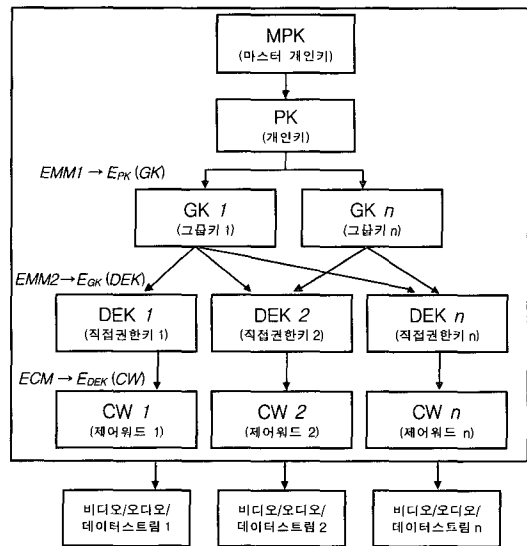 MPK
(마스터 개인키)
PK
(개인키)
EMM1 → E_PK (GK)
GK 1
(그룹키 1)
GK n
(그룹키 n)
EMM2→E_GK (DEK)
DEK 1
(직접권한키 1)
DEK 2
(직접권한키 2)
DEK n
(직접권한키 n)
ECM → E_DEK (CW)
CW 1
(제어워드 1)
CW 2
(제어워드 2)
CW n
(제어워드 n)
비디오/오디오/
데이터스트림 1
비디오/오디오/
데이터스트림 2
비디오/오디오/
데이터스트림 n